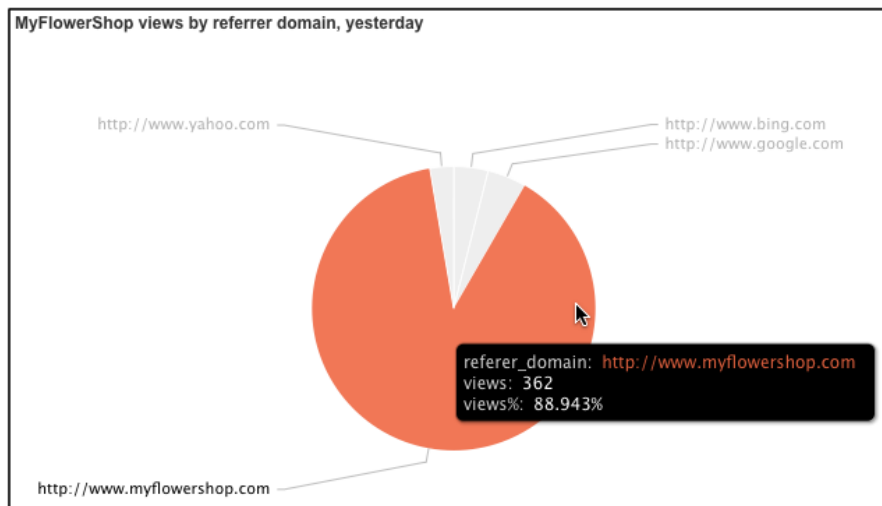 MyFlowerShop views by referrer domain, yesterday
http://www.yahoo.com
http://www.bing.com
http://www.google.com
referer_domain: http://www.myflowershop.com
views: 362
views%: 88.943%
http://www.myflowershop.com